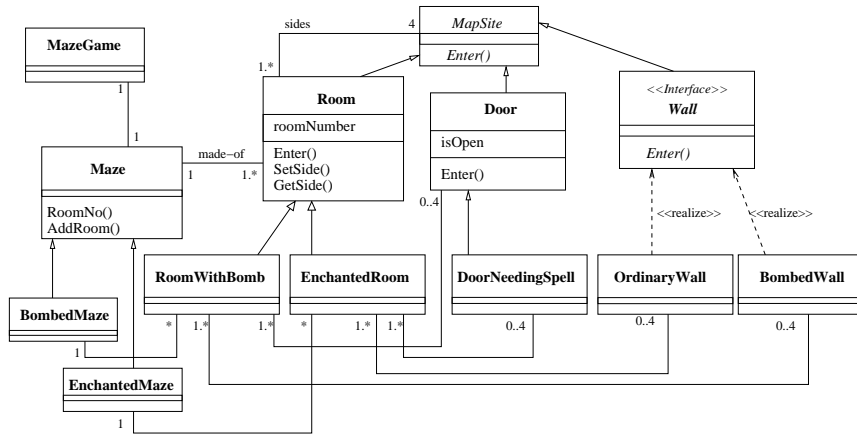 sides
4
MapSite
Enter()
MazeGame
1
1
1..*
Room
roomNumber
Enter()
SetSide()
GetSide()
Door
isOpen
Enter()
<<Interface>>
Wall
Enter()
Maze
RoomNo()
AddRoom()
made-of
1
1..*
0..4
<<realize>>
<<realize>>
RoomWithBomb
EnchantedRoom
DoorNeedingSpell
OrdinaryWall
BombedWall
BombedMaze
1
*
1..*
1..*
*
1..*
1..*
0..4
0..4
0..4
EnchantedMaze
1